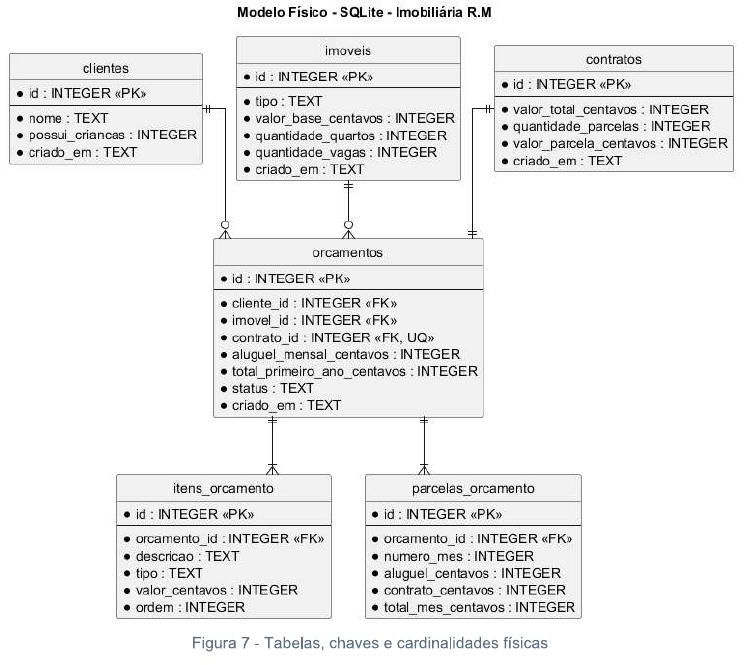 Modelo Físico - SQLite - Imobiliária R.M
clientes
id : INTEGER «PK»
nome : TEXT
possui_criancas : INTEGER
criado_em : TEXT
imoveis
id : INTEGER «PK»
tipo : TEXT
valor_base_centavos : INTEGER
quantidade_quartos : INTEGER
quantidade_vagas : INTEGER
criado_em : TEXT
contratos
id : INTEGER «PK»
valor_total_centavos : INTEGER
quantidade_parcelas : INTEGER
valor_parcela_centavos : INTEGER
criado_em : TEXT
orcamentos
id : INTEGER «PK»
cliente_id : INTEGER «FK»
imovel_id : INTEGER «FK»
contrato_id : INTEGER «FK, UQ»
aluguel_mensal_centavos : INTEGER
total_primeiro_ano_centavos : INTEGER
status : TEXT
criado_em : TEXT
itens_orcamento
id : INTEGER «PK»
orcamento_id : INTEGER «FK»
descricao : TEXT
tipo : TEXT
valor_centavos : INTEGER
ordem : INTEGER
parcelas_orcamento
id : INTEGER «PK»
orcamento_id : INTEGER «FK»
numero_mes : INTEGER
aluguel_centavos : INTEGER
contrato_centavos : INTEGER
total_mes_centavos : INTEGER
Figura 7 - Tabelas, chaves e cardinalidades físicas